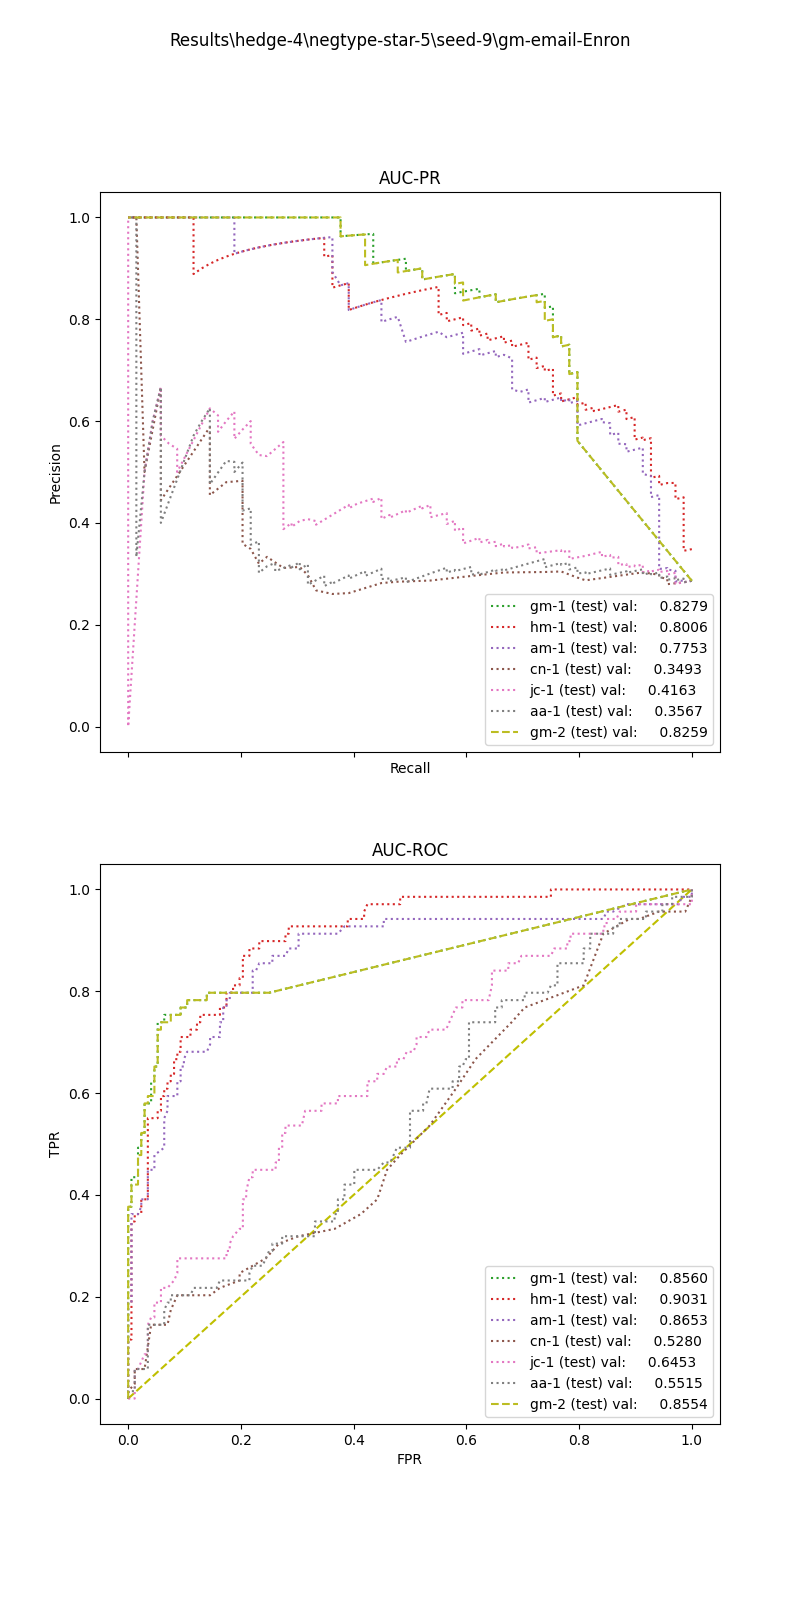 Results\hedge-4\negtype-star-5\seed-9\gm-email-Enron
AUC-PR
1.0
0.8
0.6
0.4
0.2
0.0
Precision
gm-1 (test) val: 0.8279
hm-1 (test) val: 0.8006
am-1 (test) val: 0.7753
cn-1 (test) val: 0.3493
jc-1 (test) val: 0.4163
aa-1 (test) val: 0.3567
gm-2 (test) val: 0.8259
Recall
AUC-ROC
1.0
0.8
0.6
0.4
0.2
0.0
TPR
gm-1 (test) val: 0.8560
hm-1 (test) val: 0.9031
am-1 (test) val: 0.8653
cn-1 (test) val: 0.5280
jc-1 (test) val: 0.6453
aa-1 (test) val: 0.5515
gm-2 (test) val: 0.8554
0.0 0.2 0.4 0.6 0.8 1.0
FPR